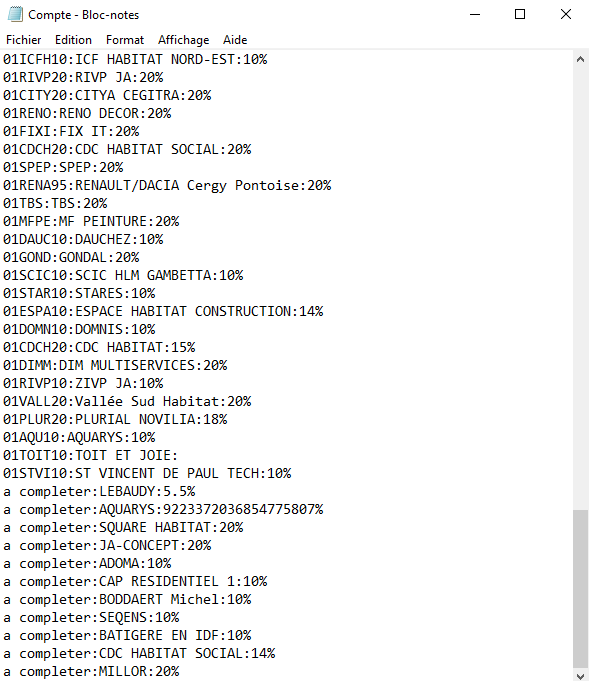 Compte - Bloc-notes
Fichier Edition Format Affichage Aide
01ICFH10:ICF HABITAT NORD-EST:10%
01RIVP20:RIVP JA:20%
01CITY20:CITYA CEGITRA:20%
01RENO:RENO DECOR:20%
01FIXI:FIX IT:20%
01CDCH20:CDC HABITAT SOCIAL:20%
01SPEP:SPEP:20%
01RENA95:RENAULT/DACIA Cergy Pontoise:20%
01TBS:TBS:20%
01MFPE:MF PEINTURE:20%
01DAUC10:DAUCHEZ:10%
01GOND:GONDAL:20%
01SCIC10:SCIC HLM GAMBETTA:10%
01STAR10:STARES:10%
01ESPA10:ESPACE HABITAT CONSTRUCTION:14%
01DOMN10:DOMNIS:10%
01CDCH20:CDC HABITAT:15%
01DIMM:DIM MULTISERVICES:20%
01RIVP10:ZIVP JA:10%
01VALL20:Vallée Sud Habitat:20%
01PLUR20:PLURIAL NOVILIA:18%
01AQU10:AQUARYS:10%
01TOIT10:TOIT ET JOIE:
01STVI10:ST VINCENT DE PAUL TECH:10%
a completer:LEBAUDY:5.5%
a completer:AQUARYS:9223372036854775807%
a completer:SQUARE HABITAT:20%
a completer:JA-CONCEPT:20%
a completer:ADOMA:10%
a completer:CAP RESIDENTIEL 1:10%
a completer:BODDAERT Michel:10%
a completer:SEQENS:10%
a completer:BATIGERE EN IDF:10%
a completer:CDC HABITAT SOCIAL:14%
a completer:MILLOR:20%